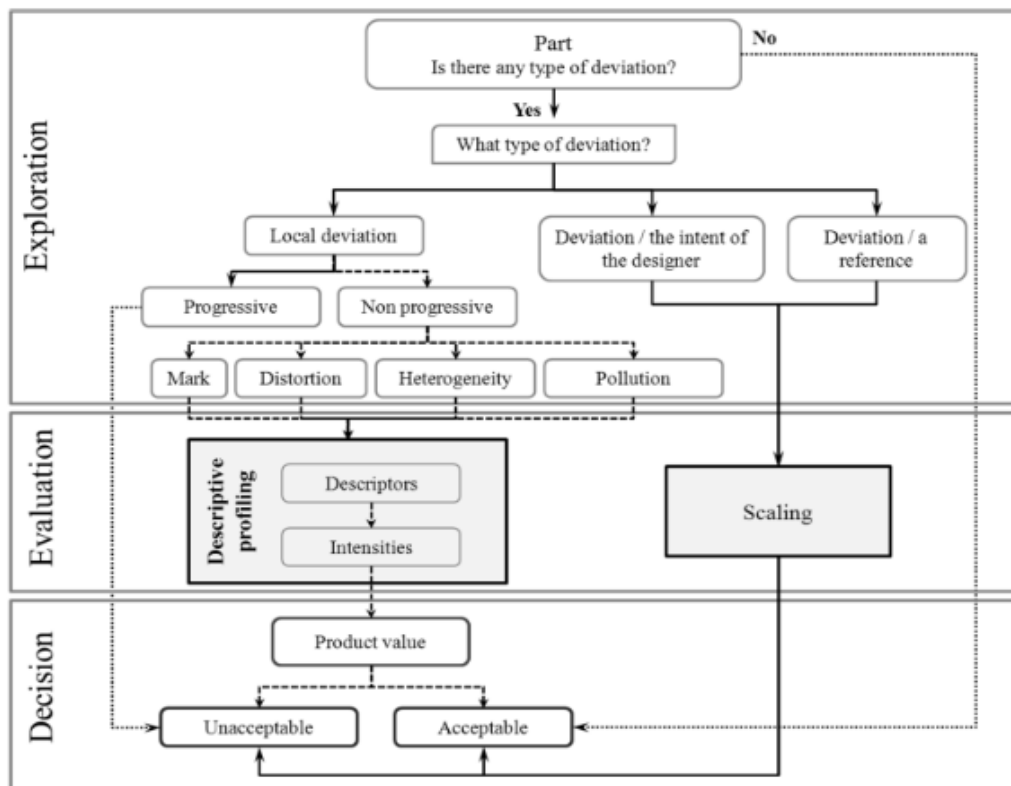 Exploration
Part
Is there any type of deviation?
No
Yes
What type of deviation?
Local deviation
Deviation / the intent of
the designer
Deviation / a
reference
Progressive
Non progressive
Mark
Distortion
Heterogeneity
Pollution
Evaluation
Descriptive
profiling
Descriptors
Intensities
Scaling
Decision
Product value
Unacceptable
Acceptable